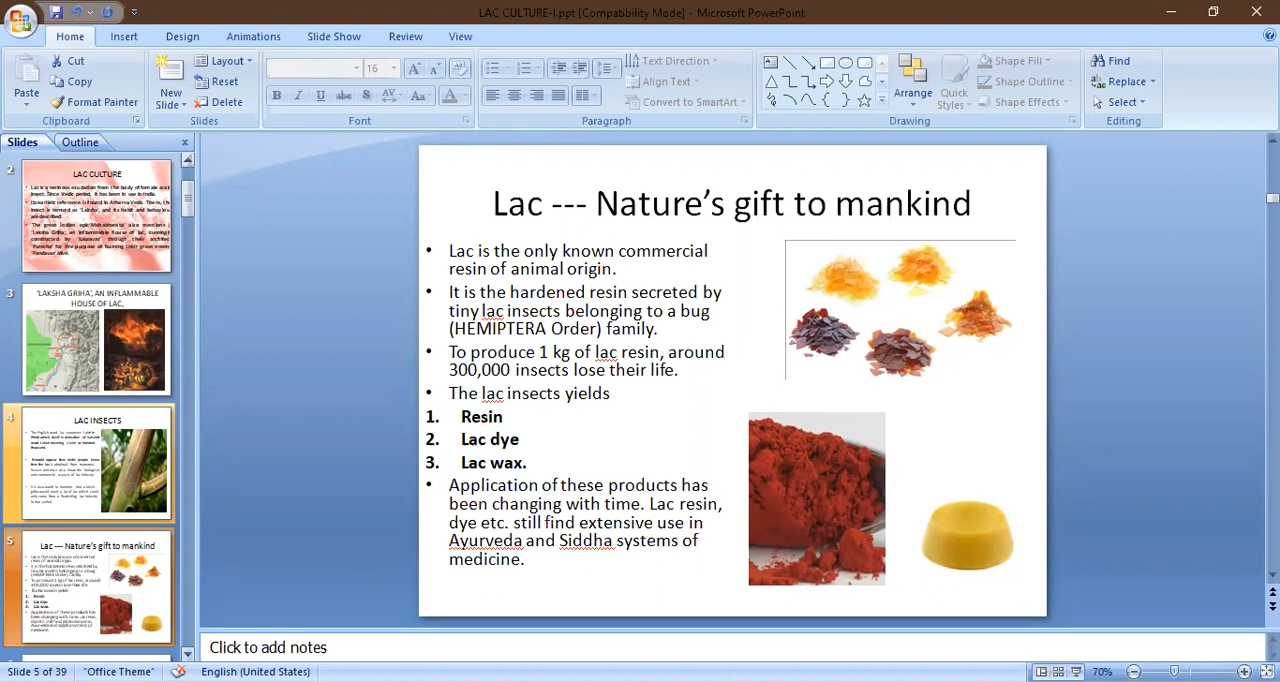 LAC CULTURE-I.ppt [Compatibility Mode] - Microsoft PowerPoint
Home Insert Design Animations Slide Show Review View
Cut
Copy
Format Painter
Paste
Clipboard
Layout
Reset
Delete
New
Slide
Slides
16
B I U abc S AV Aa A
Font
Text Direction
Align Text
Convert to SmartArt
Paragraph
Arrange
Quick
Styles
Shape Fill
Shape Outline
Shape Effects
Drawing
Find
Replace
Select
Editing
Slides Outline
2
LAC CULTURE
3
'LAKSHA GRIHA', AN INFLAMMABLE
HOUSE OF LAC,
4
LAC INSECTS
5
Lac --- Nature's gift to mankind
Lac --- Nature’s gift to mankind
• Lac is the only known commercial
resin of animal origin.
• It is the hardened resin secreted by
tiny lac insects belonging to a bug
(HEMIPTERA Order) family.
• To produce 1 kg of lac resin, around
300,000 insects lose their life.
• The lac insects yields
1. Resin
2. Lac dye
3. Lac wax.
• Application of these products has
been changing with time. Lac resin,
dye etc. still find extensive use in
Ayurveda and Siddha systems of
medicine.
Click to add notes
Slide 5 of 39 "Office Theme" English (United States) 70%